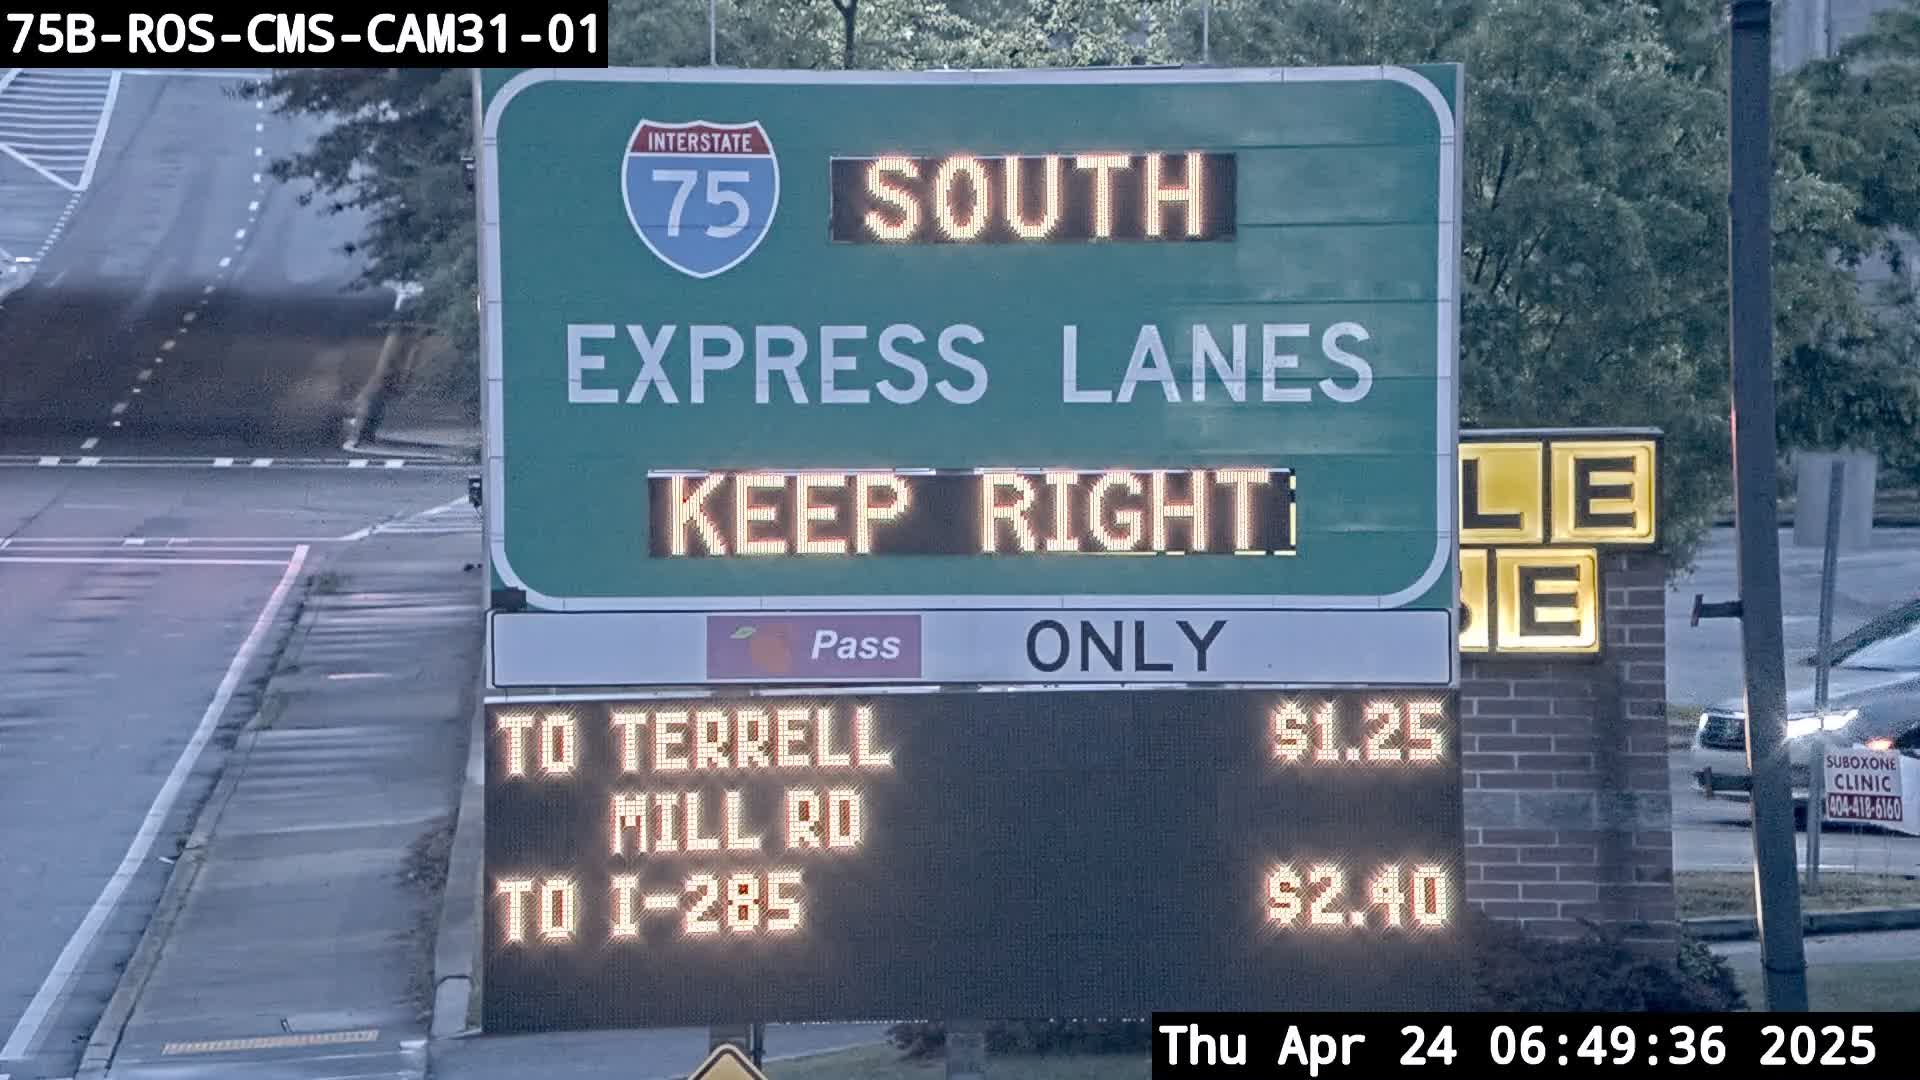 75B-ROS-CMS-CAM31-01
INTERSTATE
75
SOUTH
EXPRESS LANES
KEEP RIGHT
Pass ONLY
TO TERRELL $1.25
MILL RD
TO I-285 $2.40
LE
E
SUBOXONE
CLINIC
404-418-6160
Thu Apr 24 06:49:36 2025